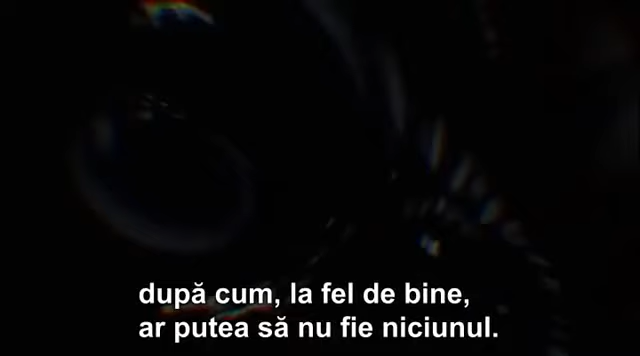 după cum, la fel de bine,
ar putea să nu fie niciunul.